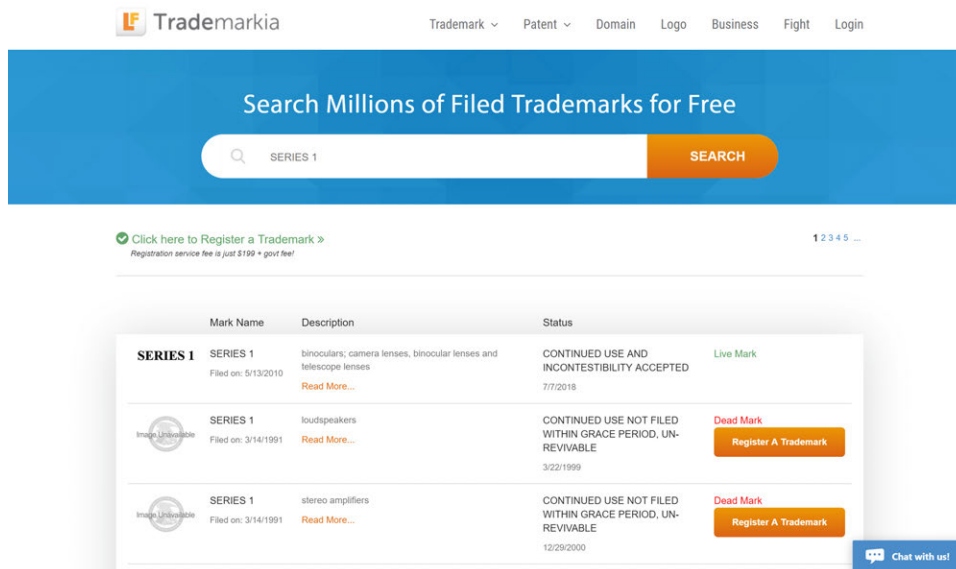 LF Trademarkia
Trademark Patent Domain Logo Business Fight Login
Search Millions of Filed Trademarks for Free
SERIES 1 SEARCH
Click here to Register a Trademark »
Registration service fee is just $199 + govt fee!
1 2 3 4 5 ...
Mark Name Description Status
SERIES 1 SERIES 1 binoculars; camera lenses, binocular lenses and CONTINUED USE AND Live Mark
Filed on: 5/13/2010 telescope lenses INCONTESTIBILITY ACCEPTED
Read More... 7/7/2018
SERIES 1 loudspeakers CONTINUED USE NOT FILED Dead Mark
Image Unavailable Filed on: 3/14/1991 Read More... WITHIN GRACE PERIOD, UN- Register A Trademark
REVIVABLE
3/22/1999
SERIES 1 stereo amplifiers CONTINUED USE NOT FILED Dead Mark
Image Unavailable Filed on: 3/14/1991 Read More... WITHIN GRACE PERIOD, UN- Register A Trademark
REVIVABLE
12/29/2000
Chat with us!